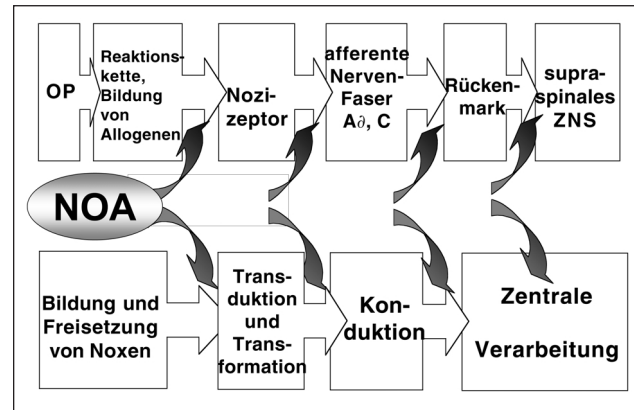 OP
Reaktions-
kette,
Bildung
von
Allogenen
Nozi-
zeptor
afferente
Nerven-
Faser
A∂, C
Rücken-
mark
supra-
spinales
ZNS
NOA
Bildung und
Freisetzung
von Noxen
Trans-
duktion
und
Trans-
formation
Kon-
duktion
Zentrale
Verarbeitung